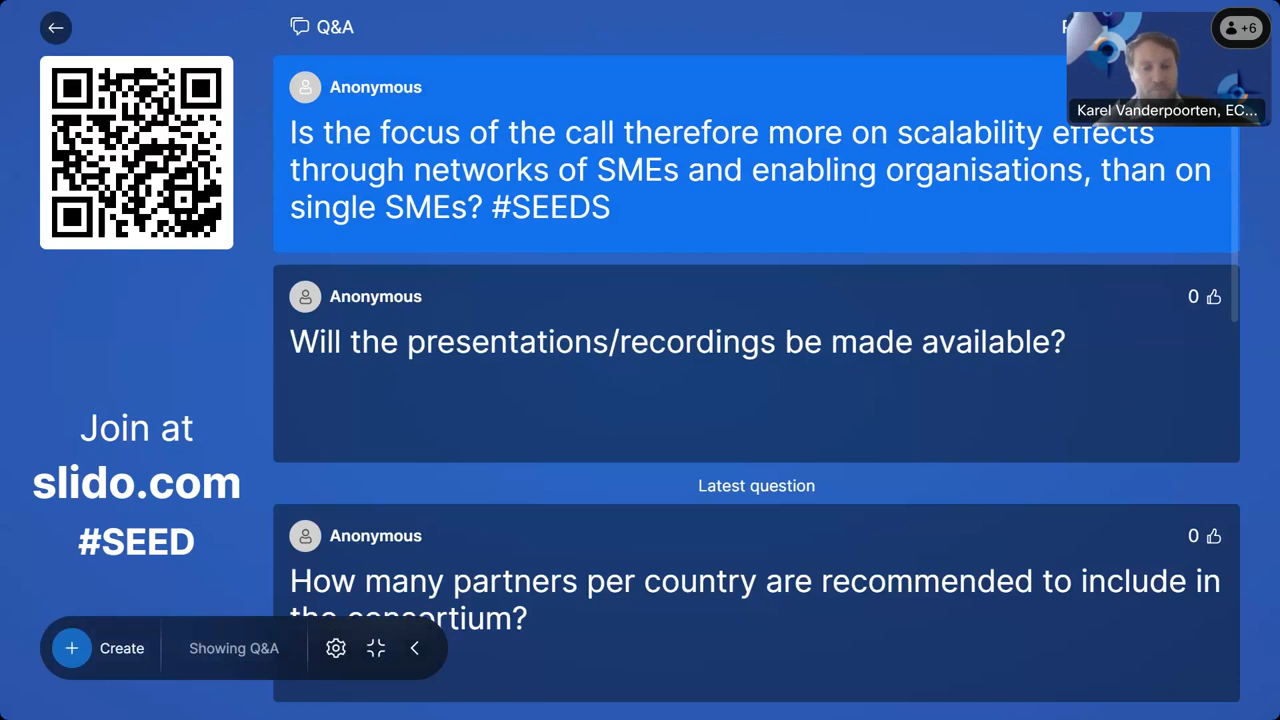 Q&A
+6
Karel Vanderpoorten, EC...
Anonymous
Is the focus of the call therefore more on scalability effects
through networks of SMEs and enabling organisations, than on
single SMEs? #SEEDS
Anonymous
0
Will the presentations/recordings be made available?
Join at
slido.com
#SEED
Latest question
Anonymous
0
How many partners per country are recommended to include in
the consortium?
Create
Showing Q&A